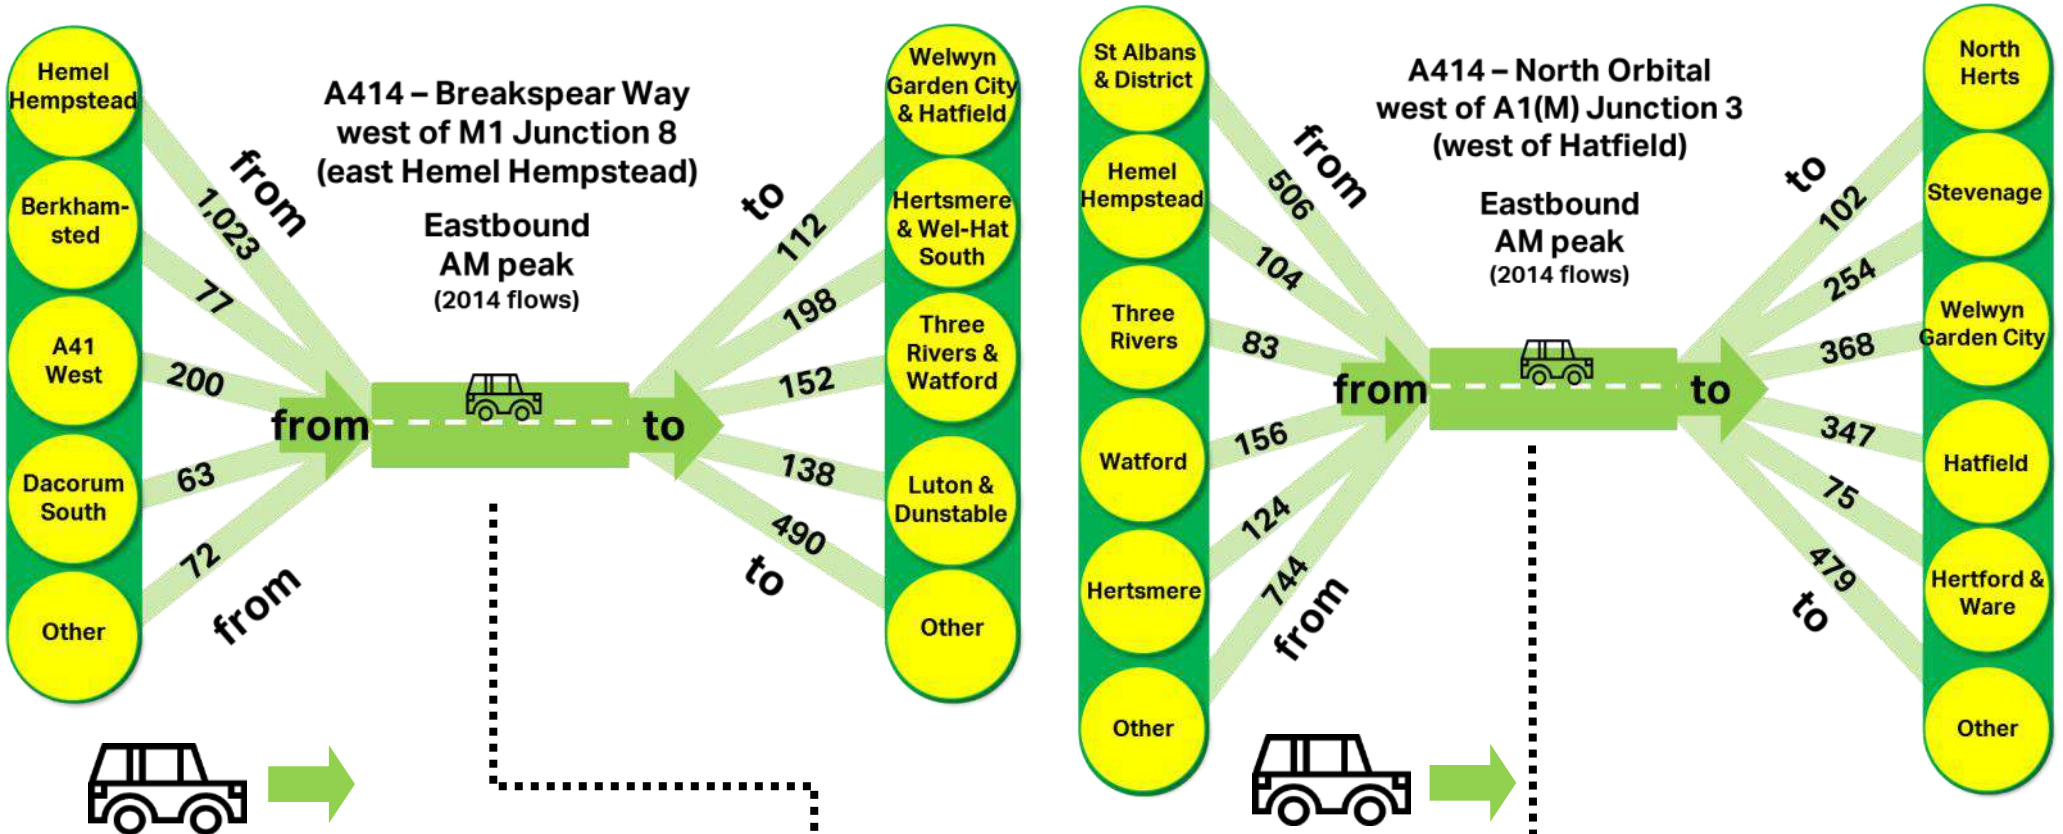 Hemel
Hempstead
Berkham-
sted
A41
West
Dacorum
South
Other
from
1,023
77
200
63
72
from
from
A414 – Breakspear Way
west of M1 Junction 8
(east Hemel Hempstead)
Eastbound
AM peak
(2014 flows)
to
to
112
198
152
138
490
to
Welwyn
Garden City
& Hatfield
Hertsmere
& Wel-Hat
South
Three
Rivers &
Watford
Luton &
Dunstable
Other
St Albans
& District
Hemel
Hempstead
Three
Rivers
Watford
Hertsmere
Other
from
506
104
83
156
124
744
from
from
A414 – North Orbital
west of A1(M) Junction 3
(west of Hatfield)
Eastbound
AM peak
(2014 flows)
to
to
102
254
368
347
75
479
to
North
Herts
Stevenage
Welwyn
Garden City
Hatfield
Hertford &
Ware
Other